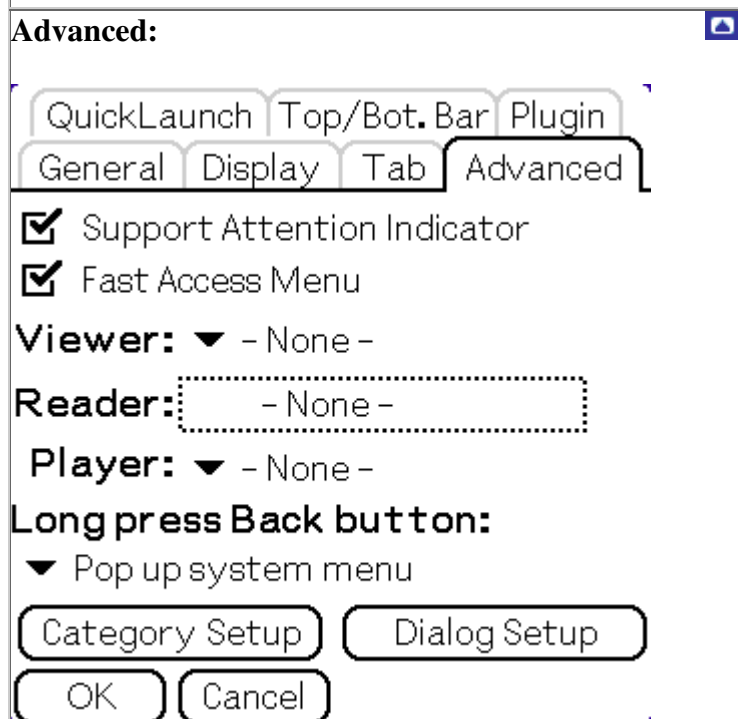 Advanced:
QuickLaunch Top/Bot. Bar Plugin
General Display Tab Advanced
Support Attention Indicator
Fast Access Menu
Viewer: - None -
Reader: - None -
Player: - None -
Long press Back button:
Pop up system menu
Category Setup Dialog Setup
OK Cancel